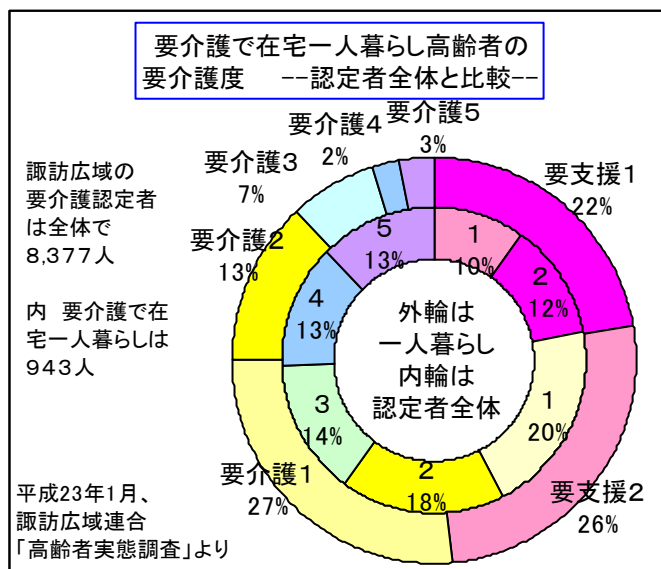 要介護で在宅一人暮らし高齢者の
要介護度　--認定者全体と比較--
諏訪広域の
要介護認定者
は全体で
8,377人
内　要介護で在
宅一人暮らしは
９４３人
平成23年1月、
諏訪広域連合
「高齢者実態調査」より
要支援1
22%
要支援2
26%
要介護1
27%
要介護2
13%
要介護3
7%
要介護4
2%
要介護5
3%
1
10%
2
12%
1
20%
2
18%
3
14%
4
13%
5
13%
外輪は
一人暮らし
内輪は
認定者全体